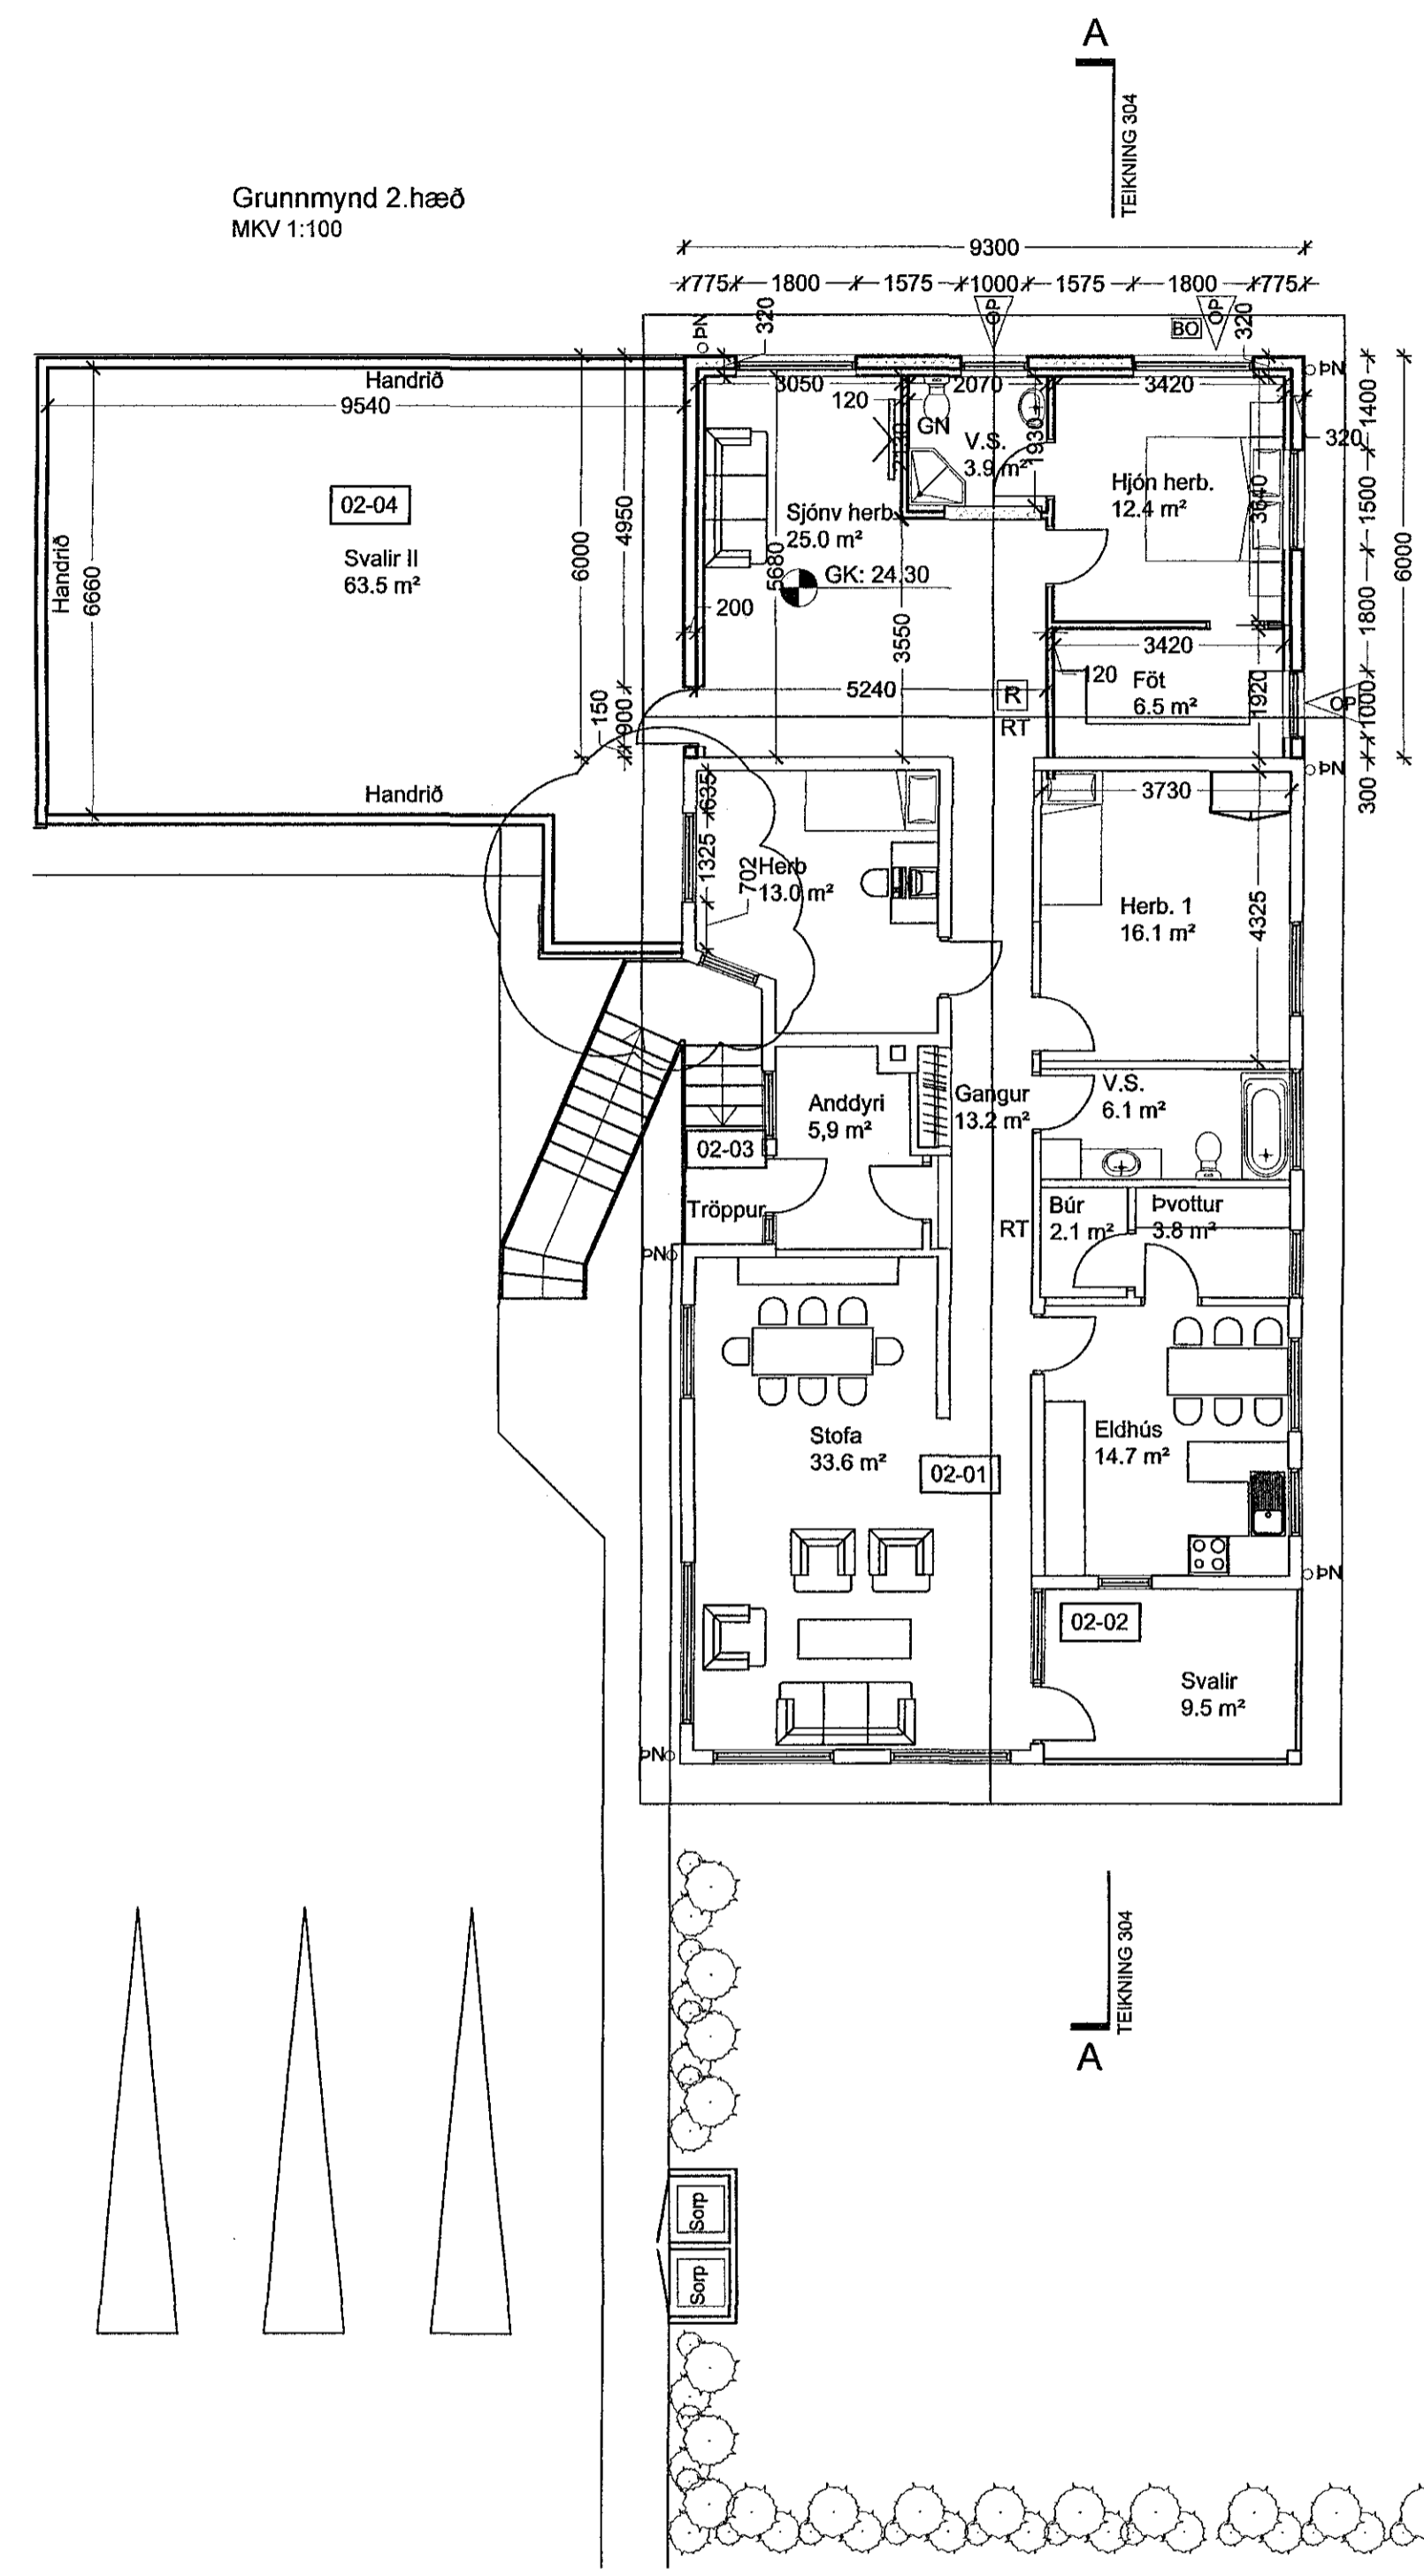 A
TEIKNING 304
Grunnmynd 2.hæð
MKV 1:100
9300
775
1800
1575
1000
1575
1800
775
320
ÞN
OP
BO
OP
320
ÞN
Handrið
9540
3050
2070
3420
120
GN
V.S.
3.9 m²
1930
320
1400
1500
1800
1000
300
6000
02-04
Svalir II
63.5 m²
Handrið
6660
6000
4950
900
150
Sjónv herb
25.0 m²
5680
GK: 24.30
200
3550
Hjón herb.
12.4 m²
3640
3420
120
Föt
6.5 m²
1920
OP
5240
R
RT
Handrið
ÞN
635
1325
702
Herb
13.0 m²
3730
Herb. 1
16.1 m²
4325
Anddyri
5,9 m²
Gangur
13.2 m²
V.S.
6.1 m²
02-03
Tröppur
ÞN
RT
Búr
2.1 m²
Þvottur
3.8 m²
Stofa
33.6 m²
02-01
Eldhús
14.7 m²
ÞN
02-02
Svalir
9.5 m²
ÞN
TEIKNING 304
A
Sorp
Sorp